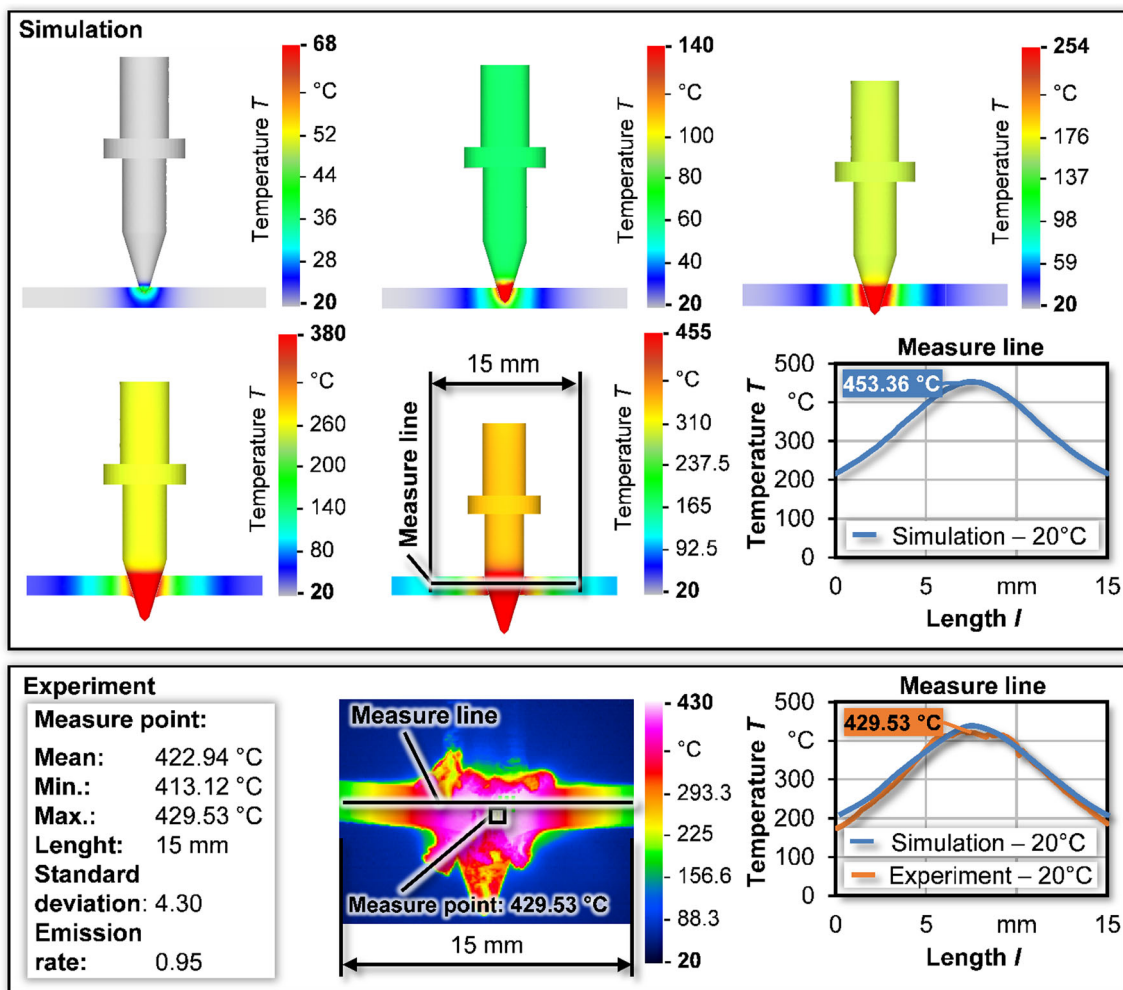 Simulation
68
°C
52
44
36
28
20
Temperature T
140
°C
100
80
60
40
20
Temperature T
254
°C
176
137
98
59
20
Temperature T
380
°C
260
200
140
80
20
Temperature T
15 mm
Measure line
455
°C
310
237.5
165
92.5
20
Temperature T
Measure line
453.36 °C
500
°C
300
200
100
0
Temperature T
Simulation – 20°C
0 5 mm 15
Length l
Experiment
Measure point:
Mean: 422.94 °C
Min.: 413.12 °C
Max.: 429.53 °C
Lenght: 15 mm
Standard
deviation: 4.30
Emission
rate: 0.95
Measure line
Measure point: 429.53 °C
15 mm
430
°C
293.3
225
156.6
88.3
20
Measure line
429.53 °C
500
°C
300
200
100
0
Temperature T
Simulation – 20°C
Experiment – 20°C
0 5 mm 15
Length l